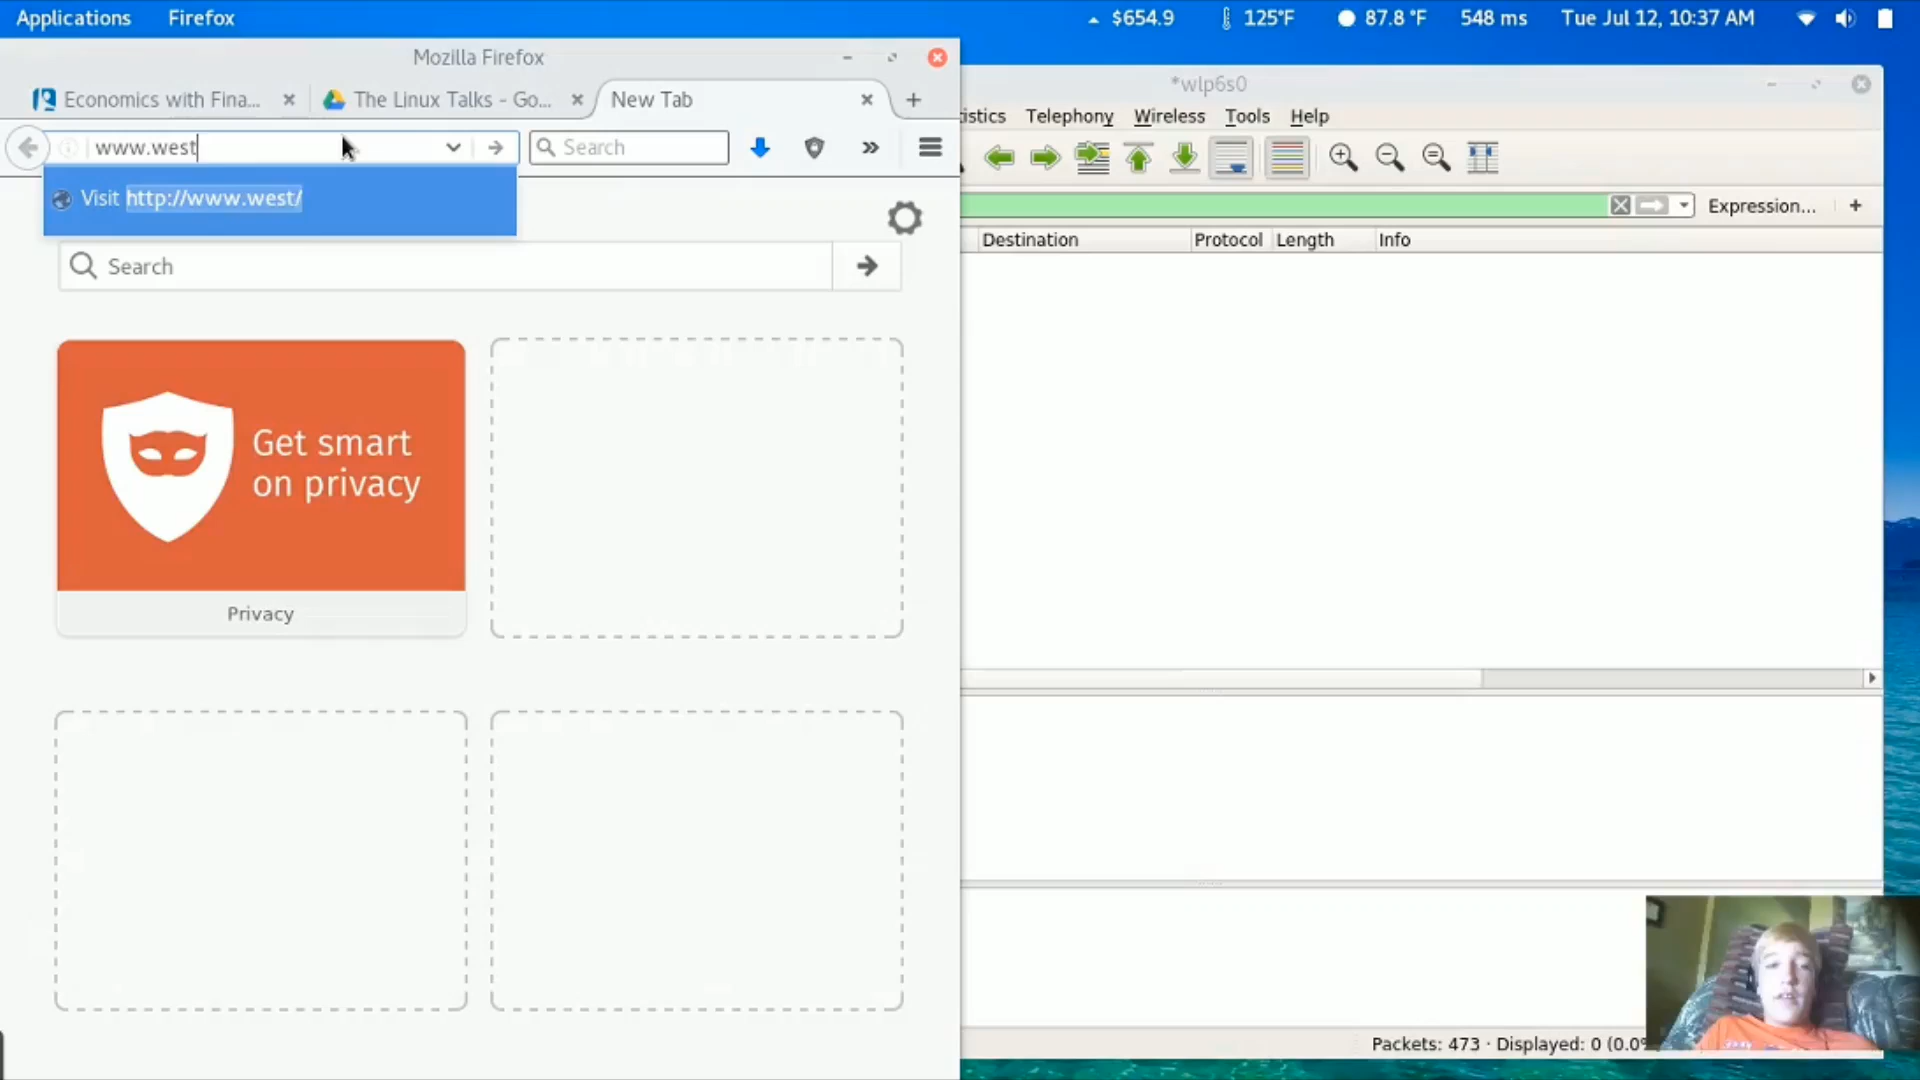 Applications Firefox $654.9 125°F 87.8 °F 548 ms Tue Jul 12, 10:37 AM
Mozilla Firefox
Economics with Fina... The Linux Talks - Go... New Tab
www.west Search
Visit http://www.west/
Search
Get smart
on privacy
Privacy
*wlp6s0
istics Telephony Wireless Tools Help
Expression... +
Destination Protocol Length Info
Packets: 473 · Displayed: 0 (0.0%